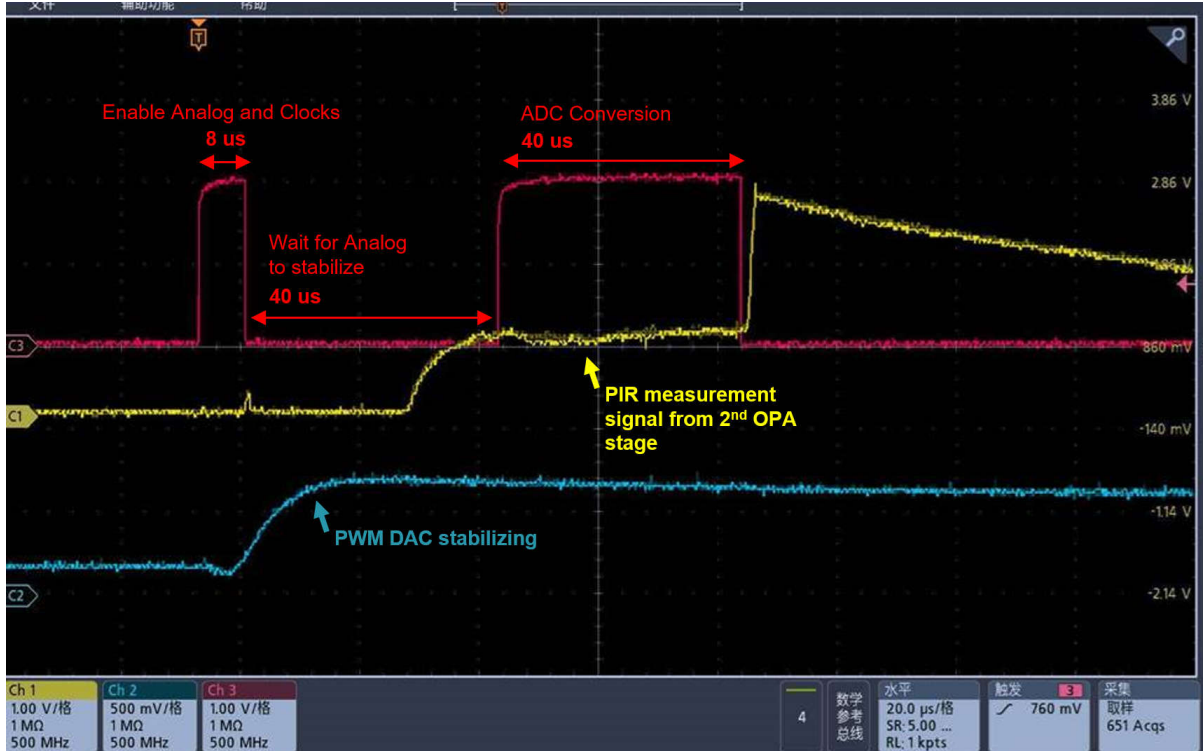 文件 辅助功能 帮助
T
T
3.86 V
Enable Analog and Clocks
8 us
ADC Conversion
40 us
2.86 V
Wait for Analog
to stabilize
40 us
1.86 V
C3
860 mV
PIR measurement
signal from 2nd OPA
stage
C1
-140 mV
-1.14 V
PWM DAC stabilizing
C2
-2.14 V
Ch 1
1.00 V/格
1 MΩ
500 MHz
Ch 2
500 mV/格
1 MΩ
500 MHz
Ch 3
1.00 V/格
1 MΩ
500 MHz
4
数学
参考
总线
水平
20.0 µs/格
SR: 5.00 ...
RL: 1 kpts
触发 3
760 mV
采集
取样
651 Acqs